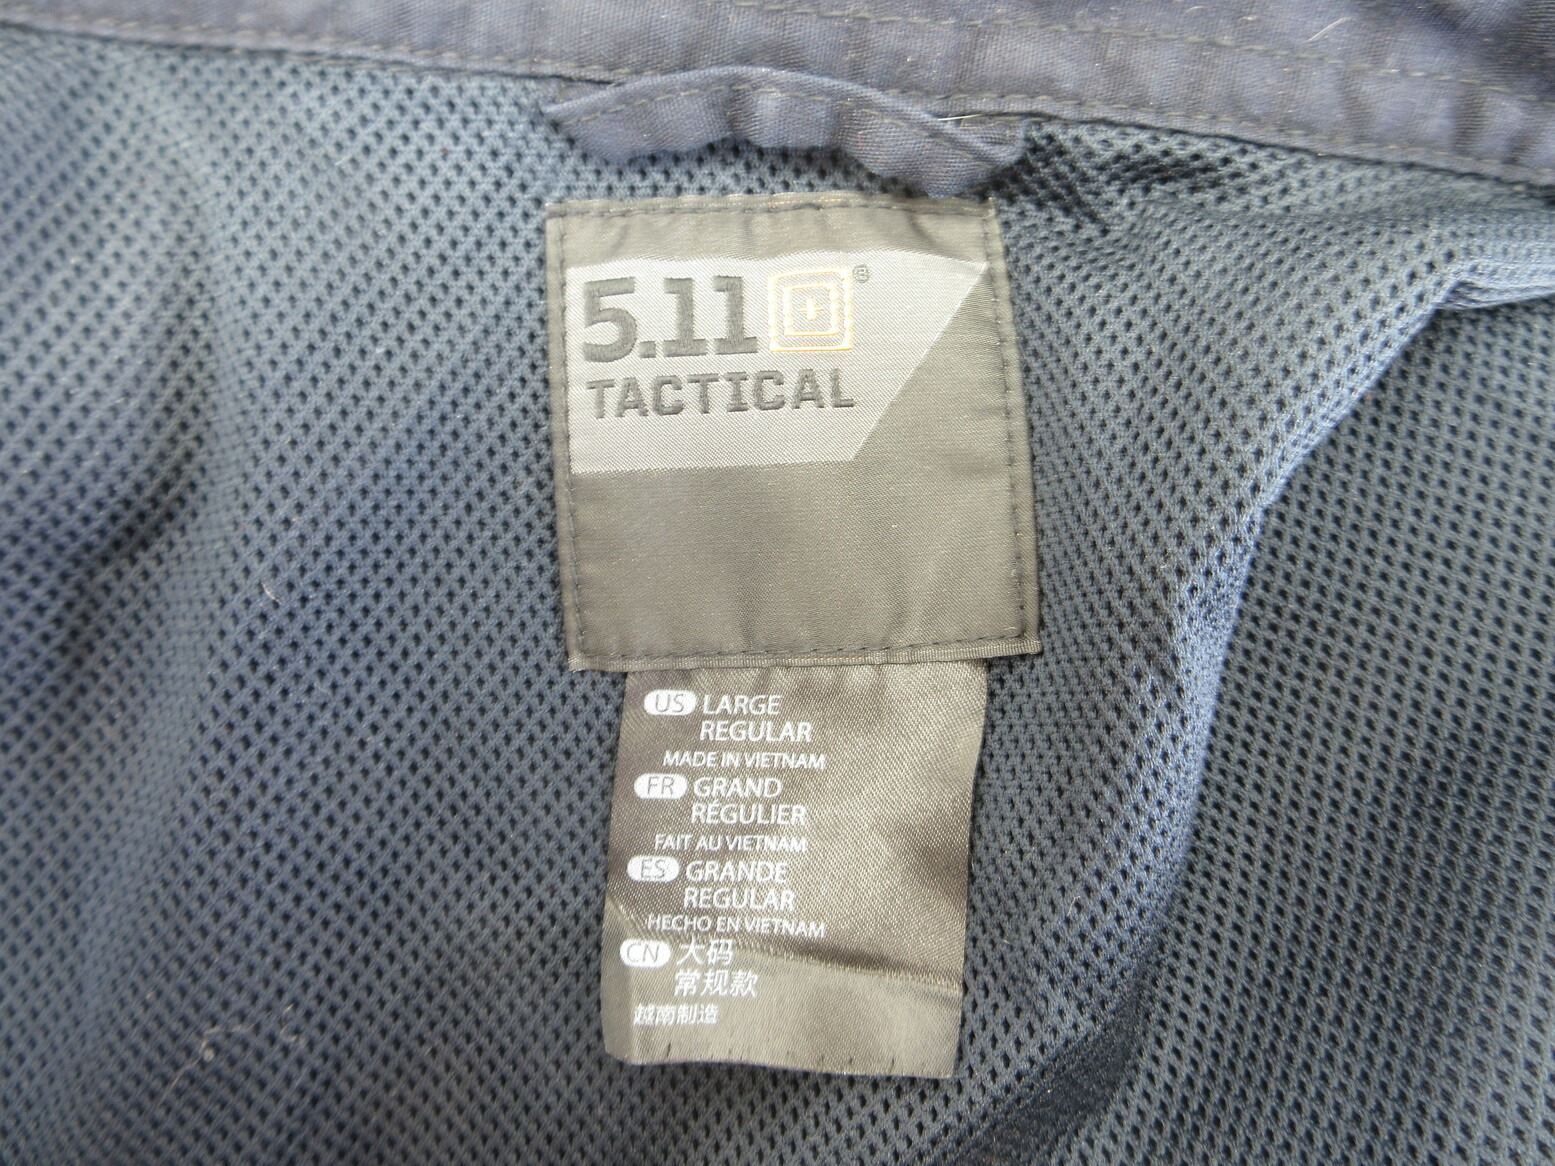 5.11 ®
TACTICAL
US LARGE
REGULAR
MADE IN VIETNAM
FR GRAND
RÉGULIER
FAIT AU VIETNAM
ES GRANDE
REGULAR
HECHO EN VIETNAM
CN 大码
常规款
越南制造